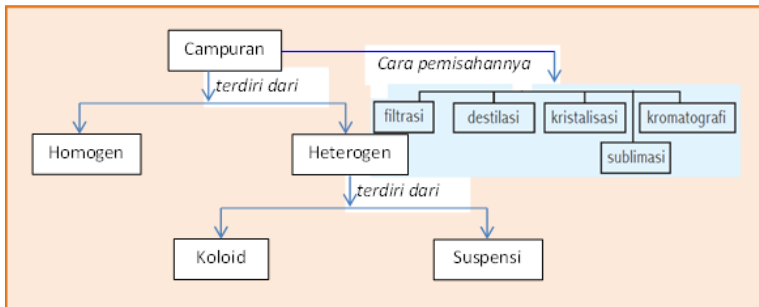 Campuran
Cara pemisahannya
terdiri dari
filtrasi
destilasi
kristalisasi
kromatografi
Homogen
Heterogen
sublimasi
terdiri dari
Koloid
Suspensi